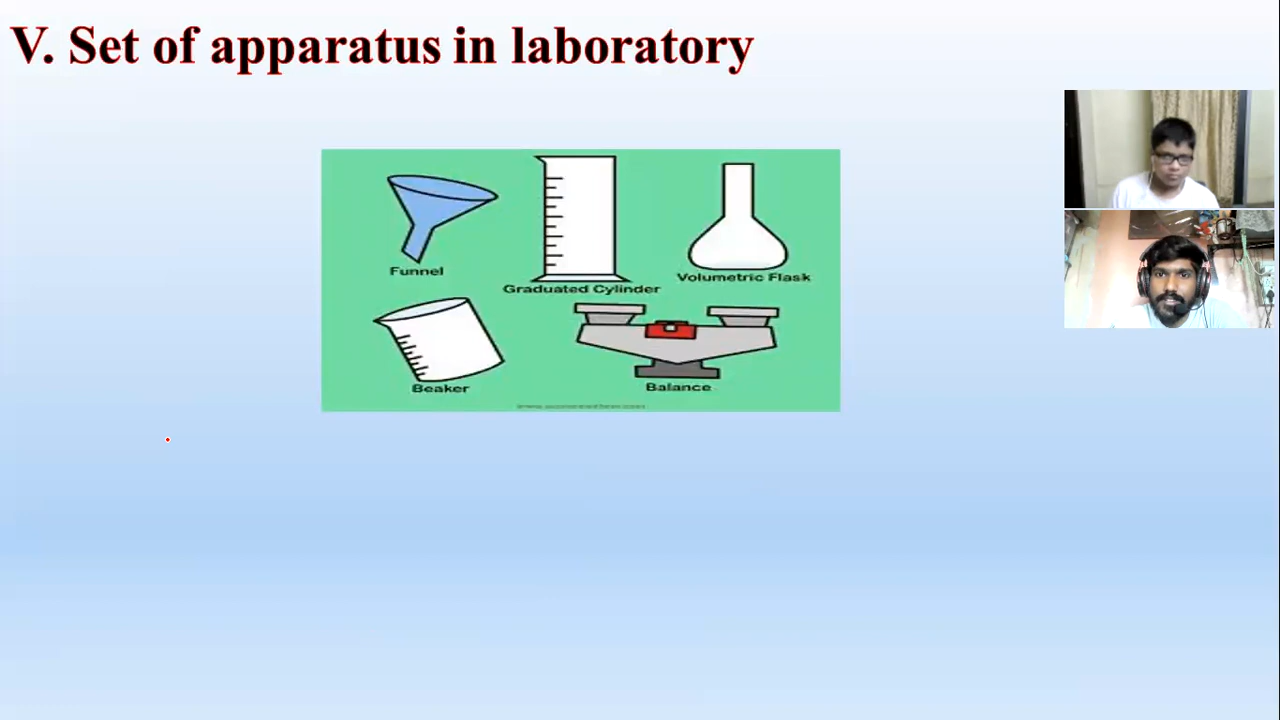 V. Set of apparatus in laboratory
Funnel
Graduated Cylinder
Volumetric Flask
Beaker
Balance